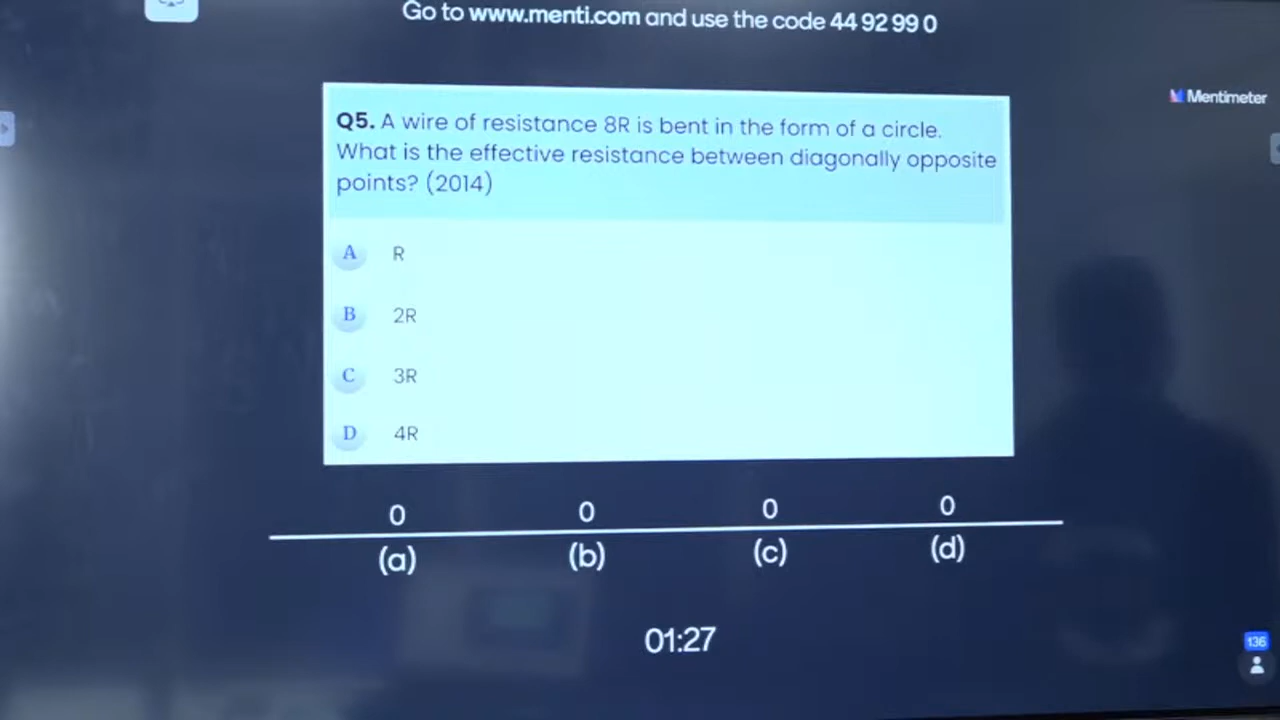 Go to www.menti.com and use the code 44 92 99 0
Mentimeter
Q5. A wire of resistance 8R is bent in the form of a circle.
What is the effective resistance between diagonally opposite
points? (2014)
A R
B 2R
C 3R
D 4R
0 0 0 0
(a) (b) (c) (d)
01:27
136